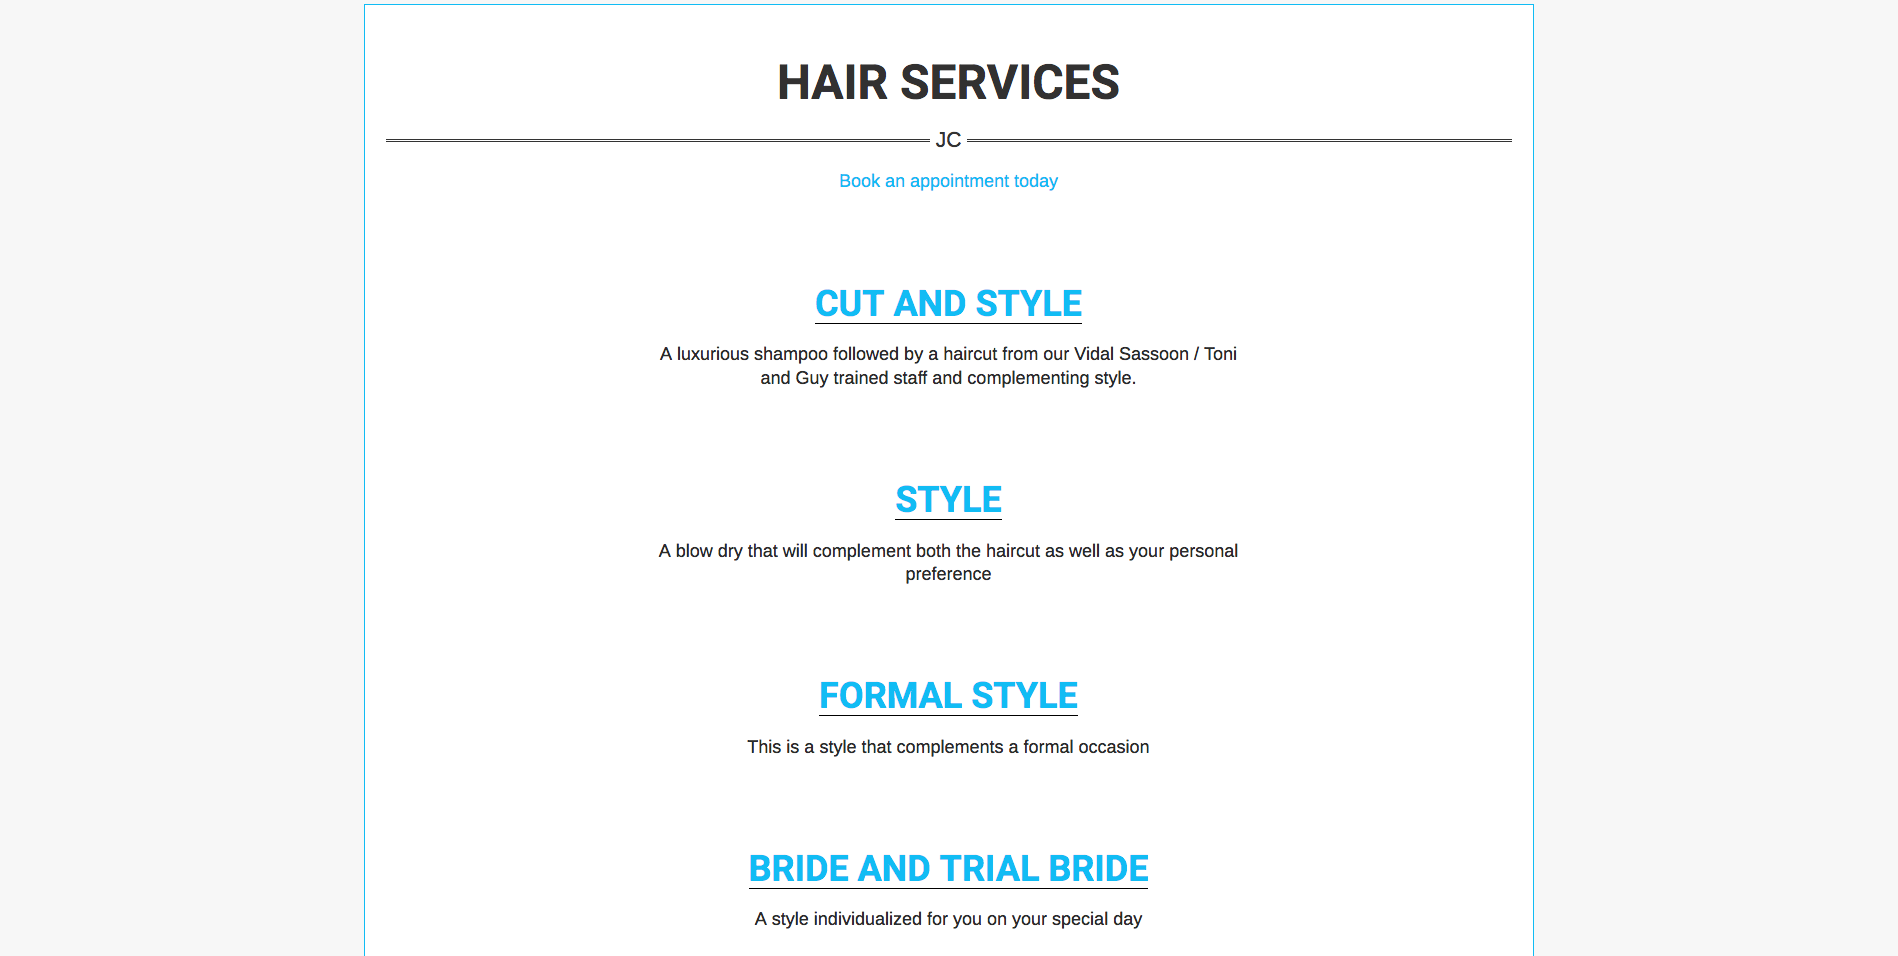 HAIR SERVICES
JC
Book an appointment today
CUT AND STYLE
A luxurious shampoo followed by a haircut from our Vidal Sassoon / Toni
and Guy trained staff and complementing style.
STYLE
A blow dry that will complement both the haircut as well as your personal
preference
FORMAL STYLE
This is a style that complements a formal occasion
BRIDE AND TRIAL BRIDE
A style individualized for you on your special day